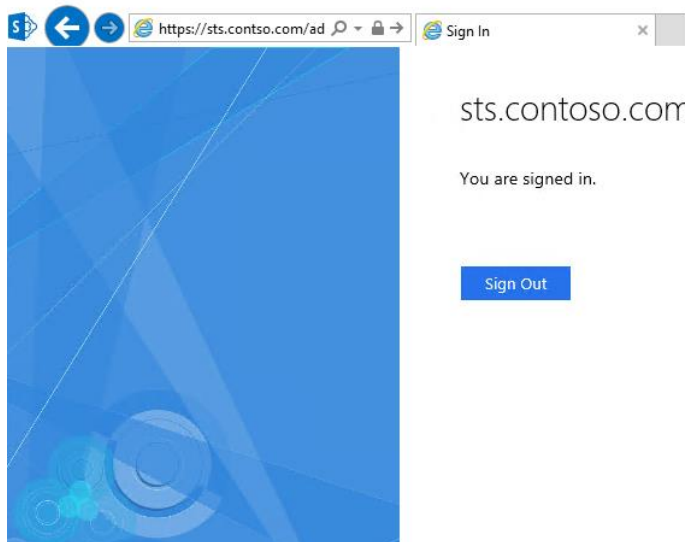 S https://sts.contso.com/ad Sign In
sts.contoso.com
You are signed in.
Sign Out